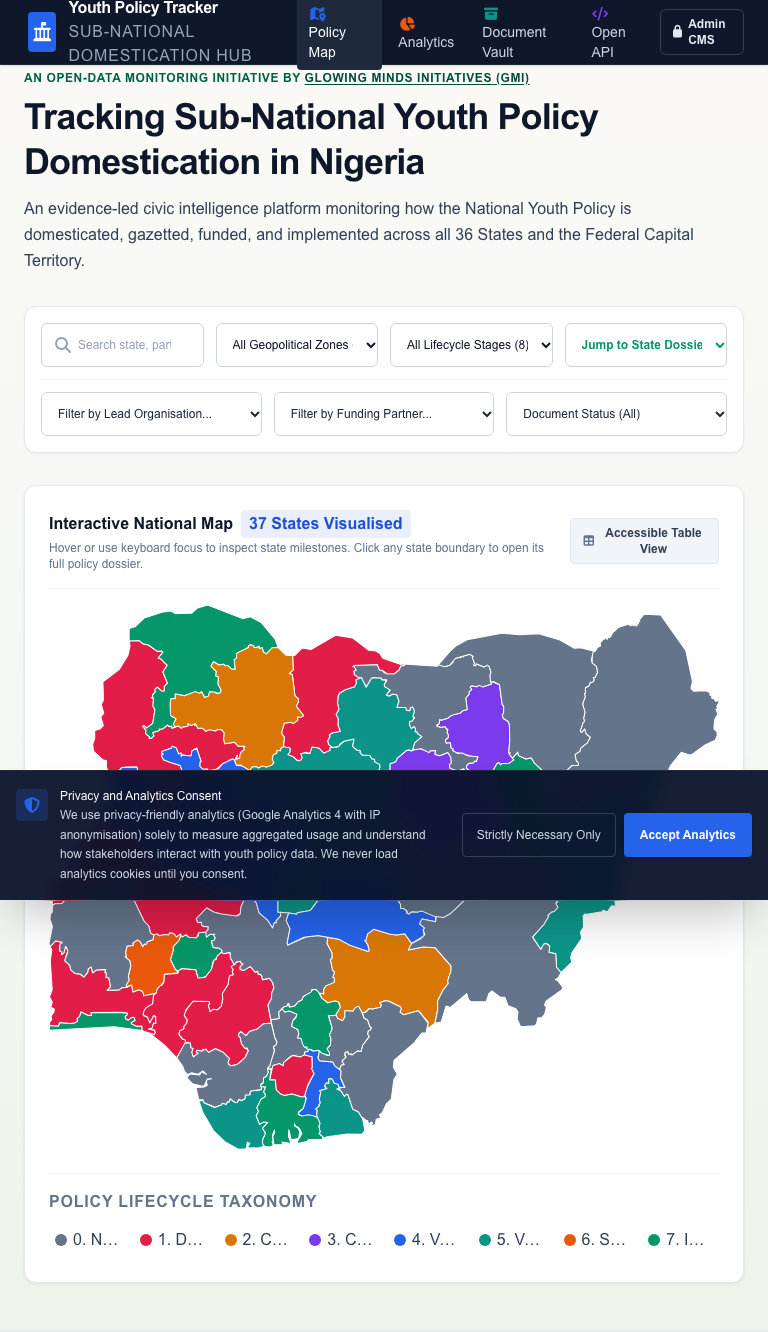 Youth Policy Tracker
SUB-NATIONAL
DOMESTICATION HUB
Policy
Map
Analytics
Document
Vault
Open
API
Admin
CMS
AN OPEN-DATA MONITORING INITIATIVE BY GLOWING MINDS INITIATIVES (GMI)
Tracking Sub-National Youth Policy
Domestication in Nigeria
An evidence-led civic intelligence platform monitoring how the National Youth Policy is
domesticated, gazetted, funded, and implemented across all 36 States and the Federal Capital
Territory.
Search state, part
All Geopolitical Zones
All Lifecycle Stages (8)
Jump to State Dossie
Filter by Lead Organisation...
Filter by Funding Partner...
Document Status (All)
Interactive National Map 37 States Visualised
Hover or use keyboard focus to inspect state milestones. Click any state boundary to open its
full policy dossier.
Accessible Table
View
Privacy and Analytics Consent
We use privacy-friendly analytics (Google Analytics 4 with IP
anonymisation) solely to measure aggregated usage and understand
how stakeholders interact with youth policy data. We never load
analytics cookies until you consent.
Strictly Necessary Only
Accept Analytics
POLICY LIFECYCLE TAXONOMY
0. N…
1. D…
2. C…
3. C…
4. V…
5. V…
6. S…
7. I…